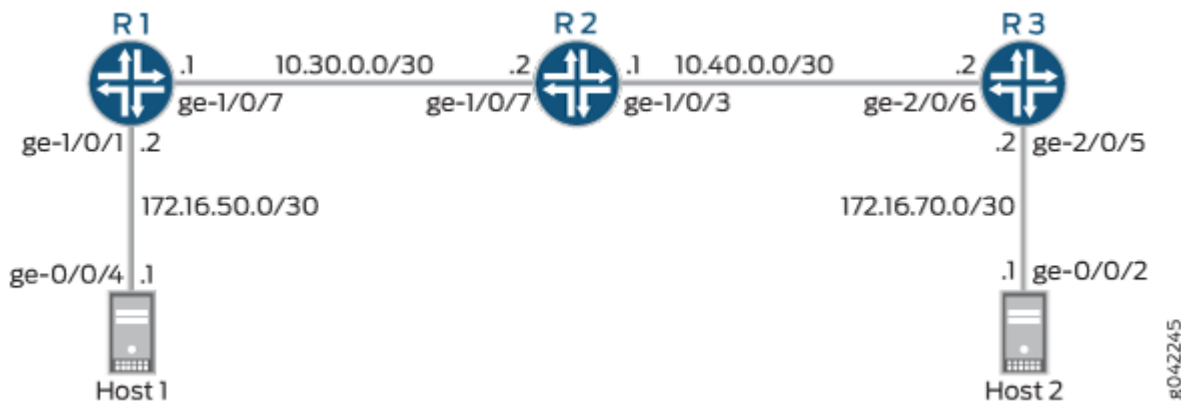 R 1 R 2 R 3
.1 10.30.0.0/30 .2 .1 10.40.0.0/30 .2
ge-1/0/7 ge-1/0/7 ge-1/0/3 ge-2/0/6
ge-1/0/1 .2 .2 ge-2/0/5
172.16.50.0/30 172.16.70.0/30
ge-0/0/4 .1 .1 ge-0/0/2
Host 1 Host 2
g042245